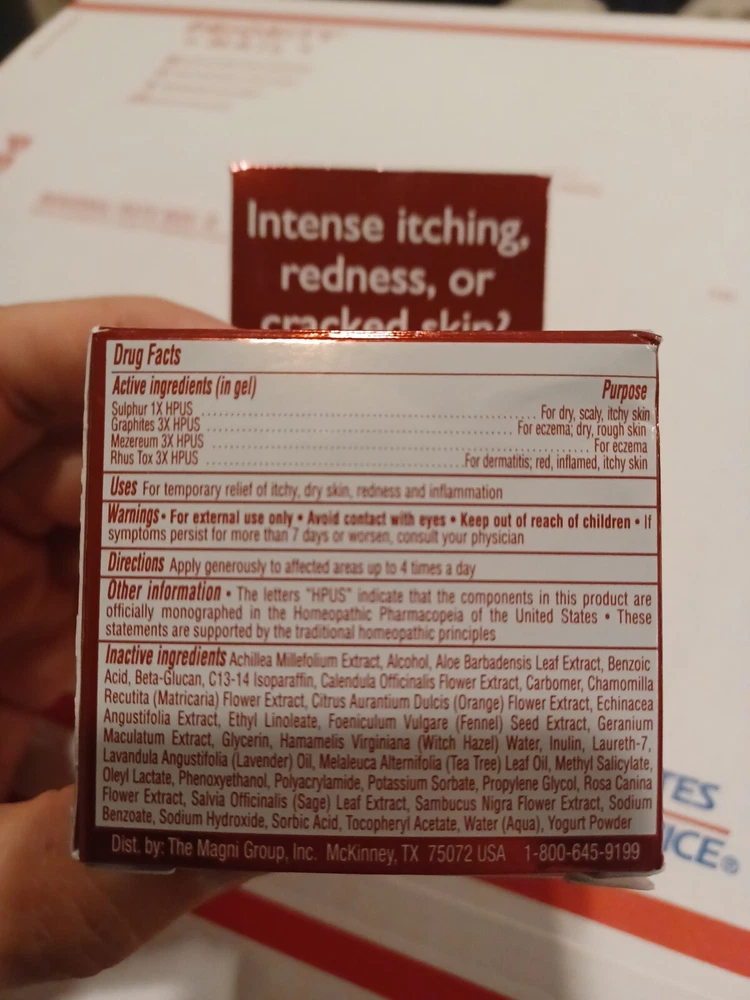 Intense itching,
redness, or
cracked skin?
Drug Facts
Active ingredients (in gel) Purpose
Sulphur 1X HPUS For dry, scaly, itchy skin
Graphites 3X HPUS For eczema; dry, rough skin
Mezereum 3X HPUS For eczema
Rhus Tox 3X HPUS For dermatitis; red, inflamed, itchy skin
Uses For temporary relief of itchy, dry skin, redness and inflammation
Warnings • For external use only • Avoid contact with eyes • Keep out of reach of children • If
symptoms persist for more than 7 days or worsen, consult your physician
Directions Apply generously to affected areas up to 4 times a day
Other information • The letters "HPUS" indicate that the components in this product are
officially monographed in the Homeopathic Pharmacopeia of the United States • These
statements are supported by the traditional homeopathic principles
Inactive ingredients Achillea Millefolium Extract, Alcohol, Aloe Barbadensis Leaf Extract, Benzoic
Acid, Beta-Glucan, C13-14 Isoparaffin, Calendula Officinalis Flower Extract, Carbomer, Chamomilla
Recutita (Matricaria) Flower Extract, Citrus Aurantium Dulcis (Orange) Flower Extract, Echinacea
Angustifolia Extract, Ethyl Linoleate, Foeniculum Vulgare (Fennel) Seed Extract, Geranium
Maculatum Extract, Glycerin, Hamamelis Virginiana (Witch Hazel) Water, Inulin, Laureth-7,
Lavandula Angustifolia (Lavender) Oil, Melaleuca Alternifolia (Tea Tree) Leaf Oil, Methyl Salicylate,
Oleyl Lactate, Phenoxyethanol, Polyacrylamide, Potassium Sorbate, Propylene Glycol, Rosa Canina
Flower Extract, Salvia Officinalis (Sage) Leaf Extract, Sambucus Nigra Flower Extract, Sodium
Benzoate, Sodium Hydroxide, Sorbic Acid, Tocopheryl Acetate, Water (Aqua), Yogurt Powder
Dist. by: The Magni Group, Inc. McKinney, TX 75072 USA 1-800-645-9199
TES
ICE®